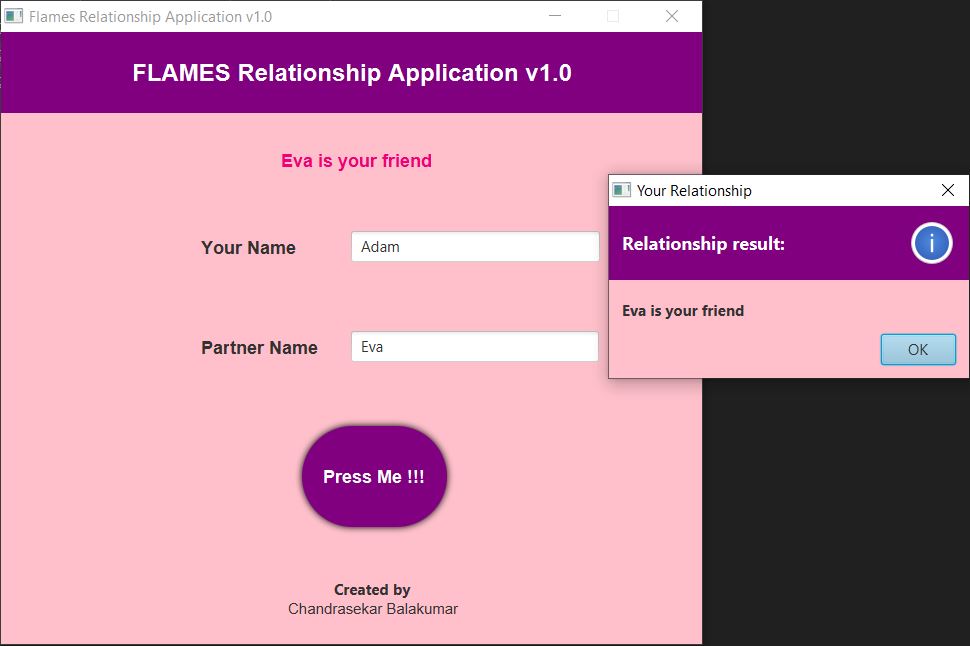 Flames Relationship Application v1.0
FLAMES Relationship Application v1.0
Eva is your friend
Your Name
Adam
Partner Name
Eva
Press Me !!!
Created by
Chandrasekar Balakumar
Your Relationship
Relationship result:
i
Eva is your friend
OK